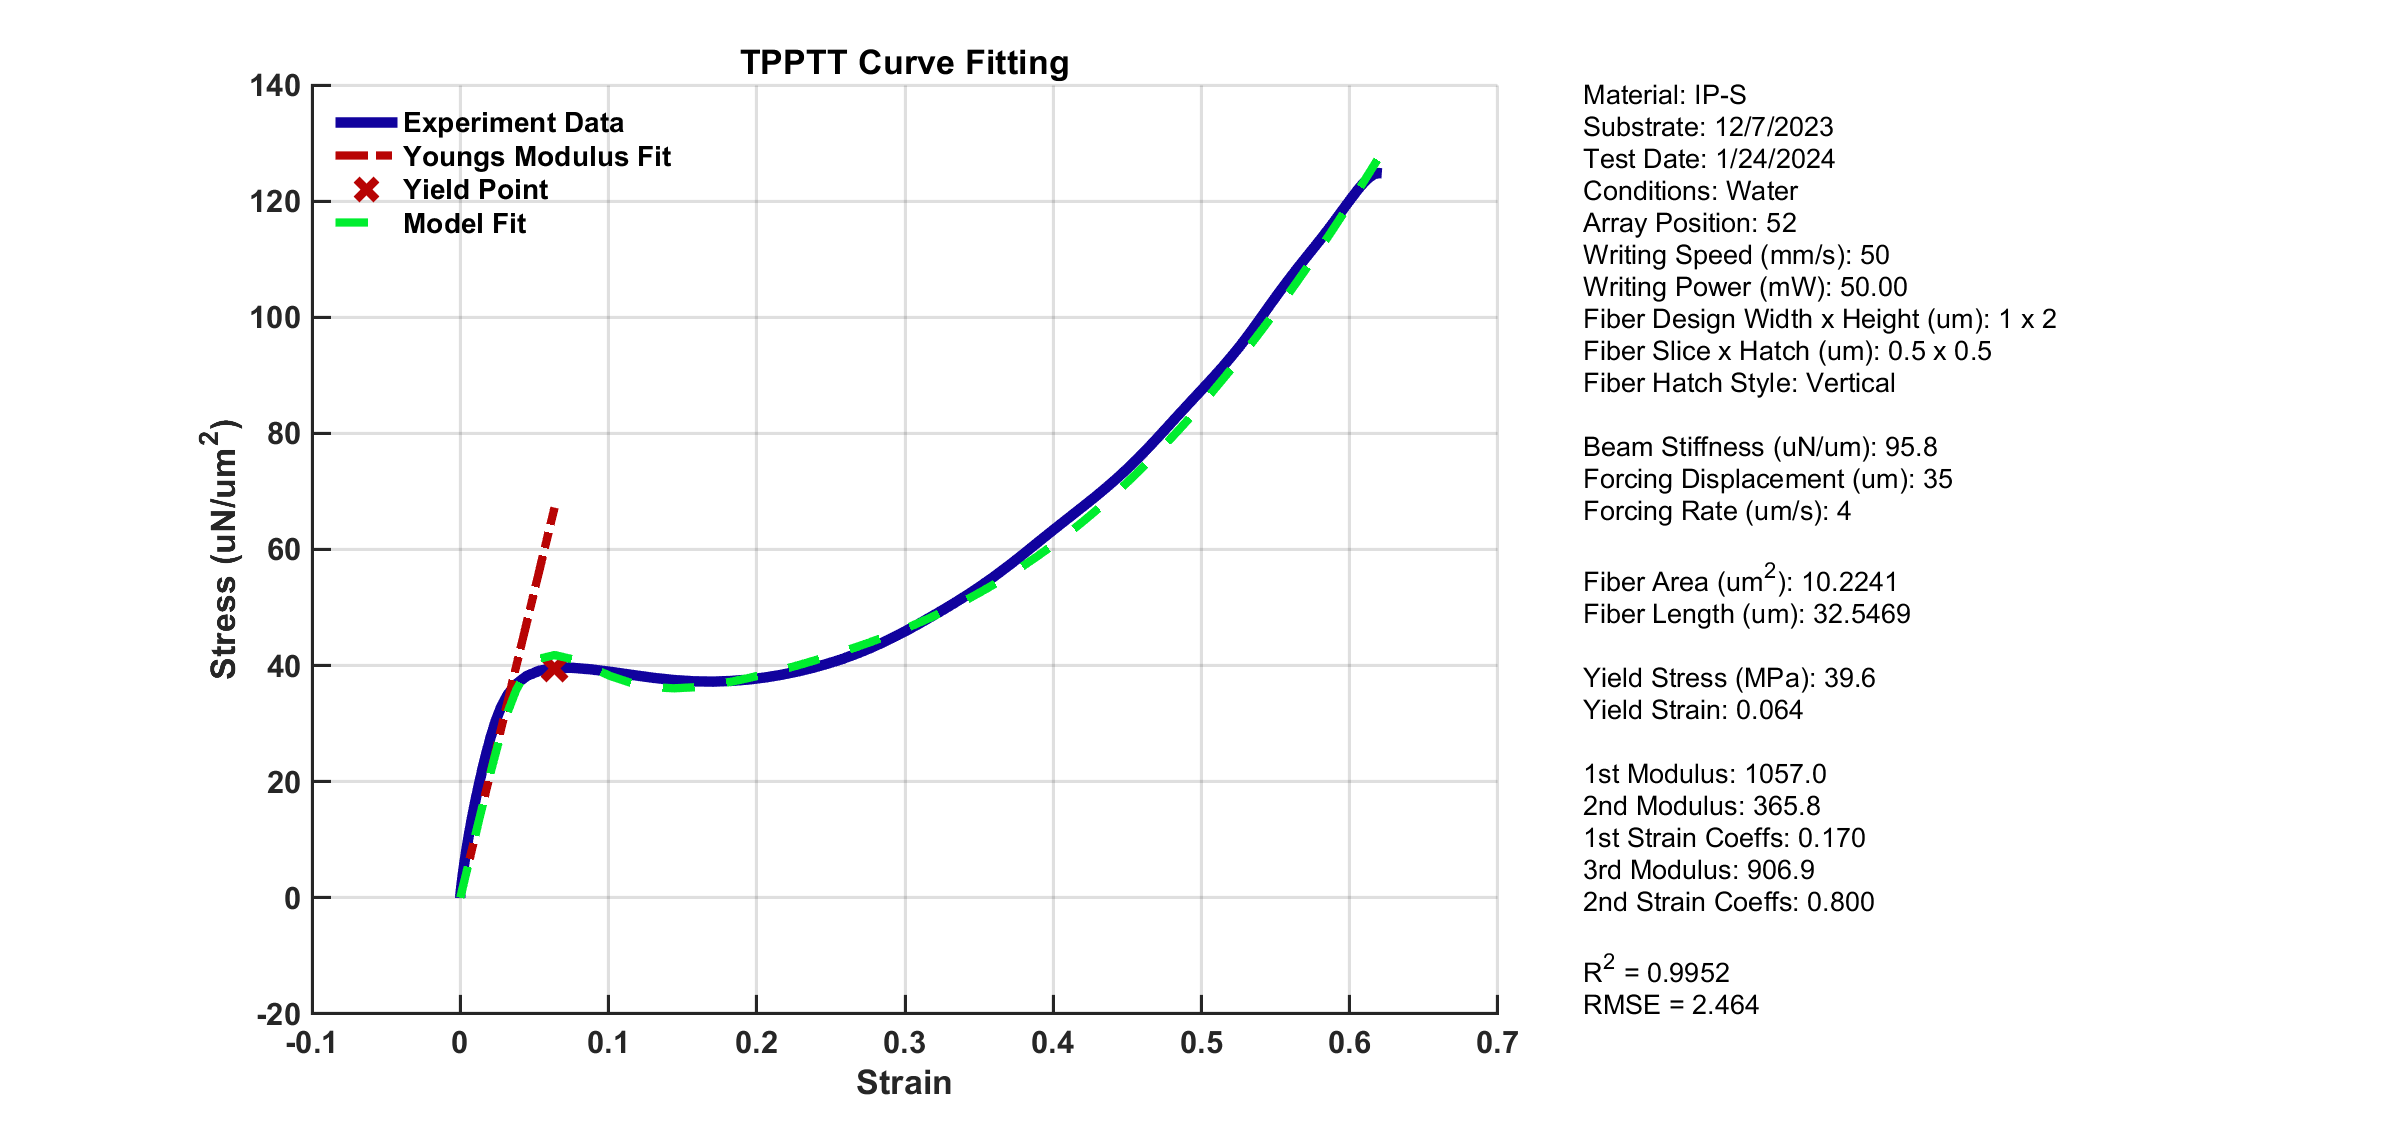 TPPTT Curve Fitting
140
120
100
80
60
40
20
0
-20
-0.1
0
0.1
0.2
0.3
0.4
0.5
0.6
0.7
Strain
Stress (uN/um²)
Experiment Data
Youngs Modulus Fit
Yield Point
Model Fit
Material: IP-S
Substrate: 12/7/2023
Test Date: 1/24/2024
Conditions: Water
Array Position: 52
Writing Speed (mm/s): 50
Writing Power (mW): 50.00
Fiber Design Width x Height (um): 1 x 2
Fiber Slice x Hatch (um): 0.5 x 0.5
Fiber Hatch Style: Vertical
Beam Stiffness (uN/um): 95.8
Forcing Displacement (um): 35
Forcing Rate (um/s): 4
Fiber Area (um²): 10.2241
Fiber Length (um): 32.5469
Yield Stress (MPa): 39.6
Yield Strain: 0.064
1st Modulus: 1057.0
2nd Modulus: 365.8
1st Strain Coeffs: 0.170
3rd Modulus: 906.9
2nd Strain Coeffs: 0.800
R² = 0.9952
RMSE = 2.464